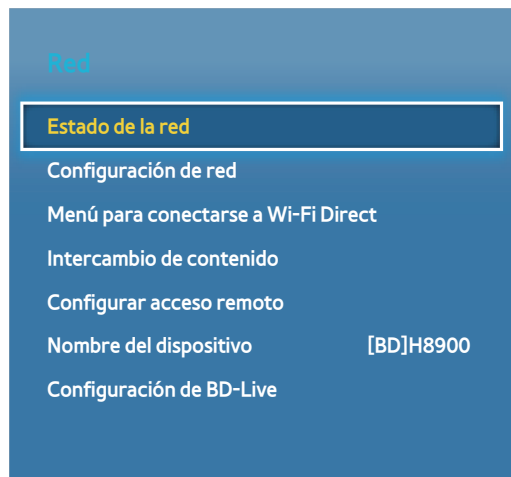 Red
Estado de la red
Configuración de red
Menú para conectarse a Wi-Fi Direct
Intercambio de contenido
Configurar acceso remoto
Nombre del dispositivo [BD]H8900
Configuración de BD-Live